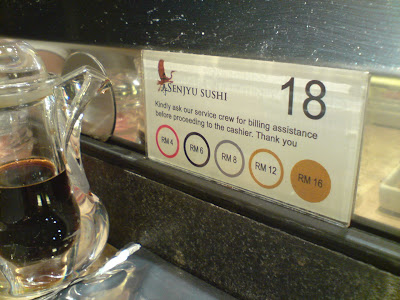 SENJYU SUSHI
18
Kindly ask our service crew for billing assistance
before proceeding to the cashier. Thank you
RM 4 RM 6 RM 8 RM 12 RM 16